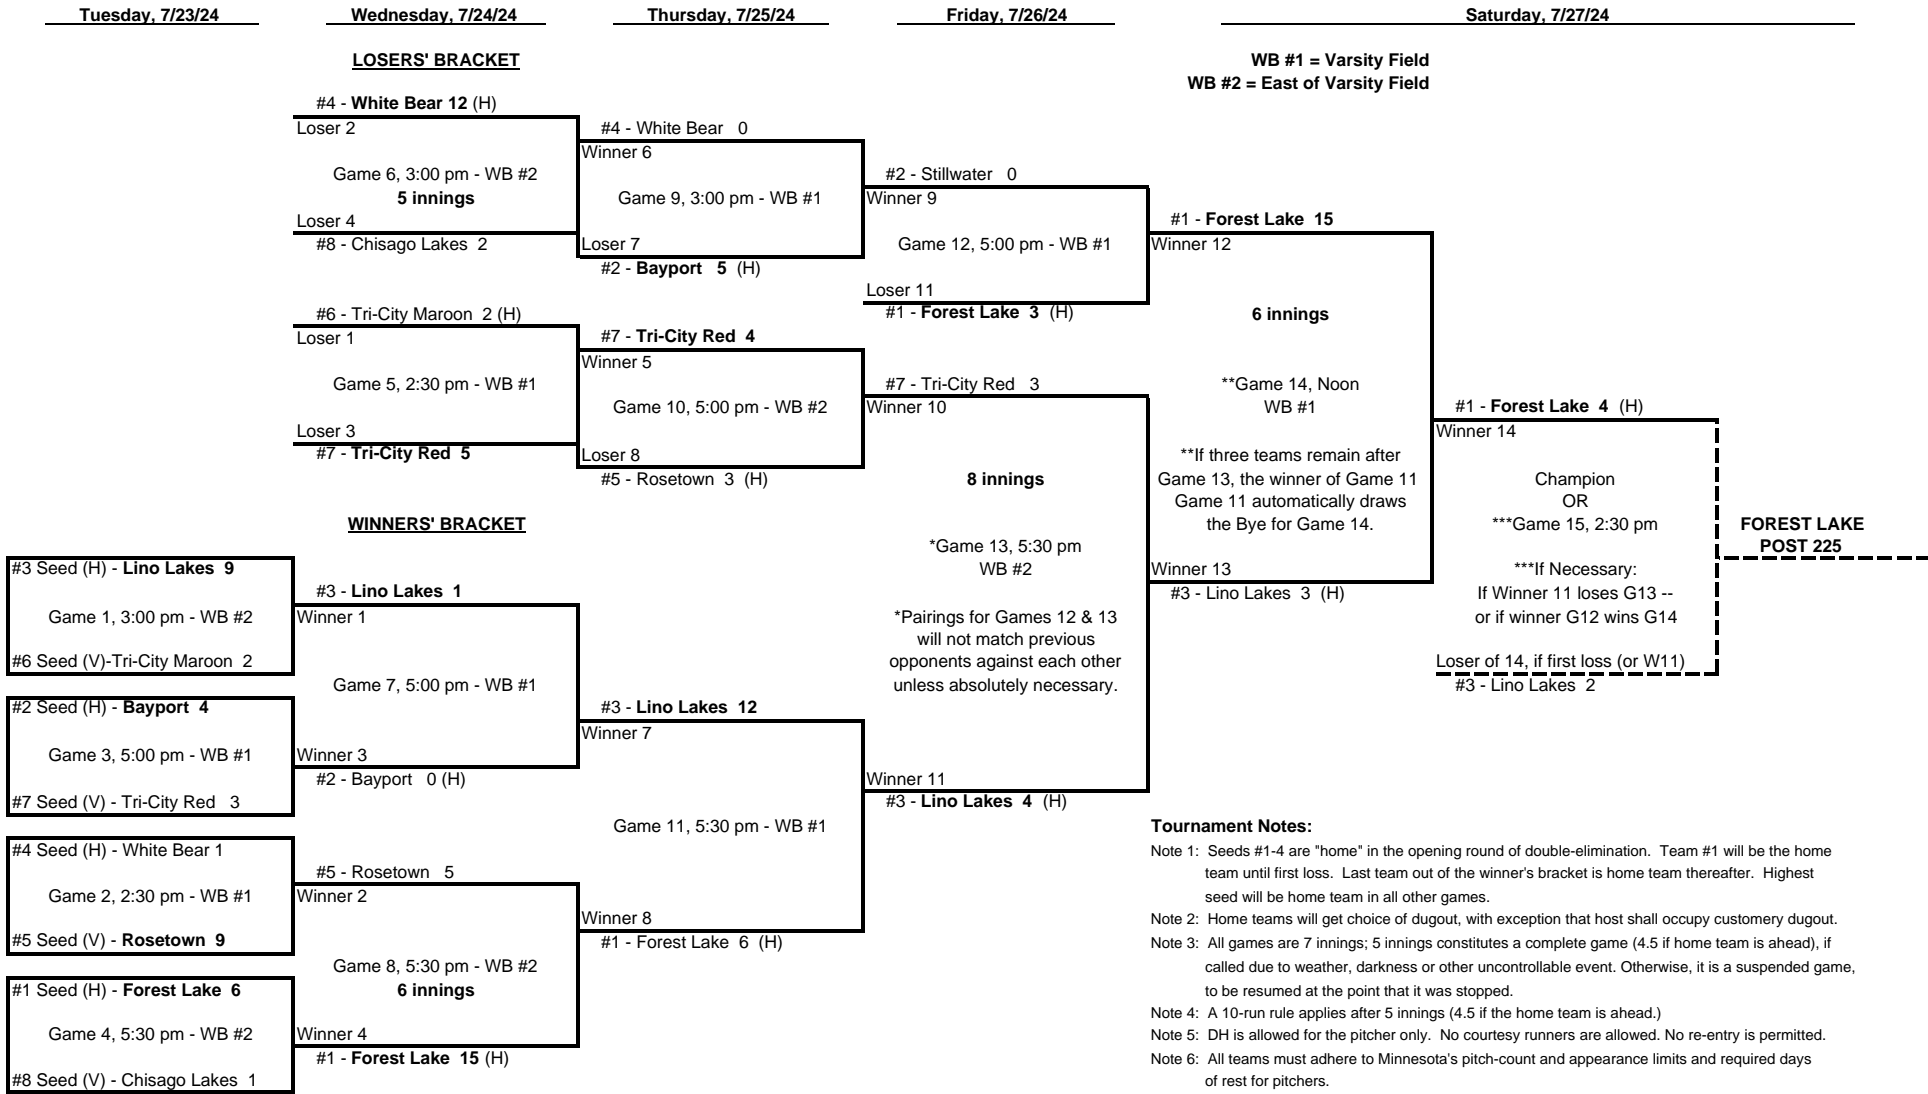 Tuesday, 7/23/24
Wednesday, 7/24/24
Thursday, 7/25/24
Friday, 7/26/24
Saturday, 7/27/24
LOSERS' BRACKET
WB #1 = Varsity Field
WB #2 = East of Varsity Field
#4 - White Bear 12 (H)
Loser 2
Game 6, 3:00 pm - WB #2
5 innings
Loser 4
#8 - Chisago Lakes 2
#6 - Tri-City Maroon 2 (H)
Loser 1
Game 5, 2:30 pm - WB #1
Loser 3
#7 - Tri-City Red 5
#4 - White Bear 0
Winner 6
Game 9, 3:00 pm - WB #1
Loser 7
#2 - Bayport 5 (H)
#7 - Tri-City Red 4
Winner 5
Game 10, 5:00 pm - WB #2
Loser 8
#5 - Rosetown 3 (H)
#2 - Stillwater 0
Winner 9
Game 12, 5:00 pm - WB #1
Loser 11
#1 - Forest Lake 3 (H)
#7 - Tri-City Red 3
Winner 10
8 innings
*Game 13, 5:30 pm
WB #2
*Pairings for Games 12 & 13
will not match previous
opponents against each other
unless absolutely necessary.
Winner 11
#3 - Lino Lakes 4 (H)
#1 - Forest Lake 15
Winner 12
6 innings
**Game 14, Noon
WB #1
**If three teams remain after
Game 13, the winner of Game 11
Game 11 automatically draws
the Bye for Game 14.
Winner 13
#3 - Lino Lakes 3 (H)
#1 - Forest Lake 4 (H)
Winner 14
Champion
OR
***Game 15, 2:30 pm
***If Necessary:
If Winner 11 loses G13 --
or if winner G12 wins G14
Loser of 14, if first loss (or W11)
#3 - Lino Lakes 2
FOREST LAKE
POST 225
WINNERS' BRACKET
#3 Seed (H) - Lino Lakes 9
Game 1, 3:00 pm - WB #2
#6 Seed (V)-Tri-City Maroon 2
#2 Seed (H) - Bayport 4
Game 3, 5:00 pm - WB #1
#7 Seed (V) - Tri-City Red 3
#4 Seed (H) - White Bear 1
Game 2, 2:30 pm - WB #1
#5 Seed (V) - Rosetown 9
#1 Seed (H) - Forest Lake 6
Game 4, 5:30 pm - WB #2
#8 Seed (V) - Chisago Lakes 1
#3 - Lino Lakes 1
Winner 1
Game 7, 5:00 pm - WB #1
Winner 3
#2 - Bayport 0 (H)
#5 - Rosetown 5
Winner 2
Game 8, 5:30 pm - WB #2
6 innings
Winner 4
#1 - Forest Lake 15 (H)
#3 - Lino Lakes 12
Winner 7
Game 11, 5:30 pm - WB #1
Winner 8
#1 - Forest Lake 6 (H)
Tournament Notes:
Note 1: Seeds #1-4 are "home" in the opening round of double-elimination. Team #1 will be the home
team until first loss. Last team out of the winner's bracket is home team thereafter. Highest
seed will be home team in all other games.
Note 2: Home teams will get choice of dugout, with exception that host shall occupy customery dugout.
Note 3: All games are 7 innings; 5 innings constitutes a complete game (4.5 if home team is ahead), if
called due to weather, darkness or other uncontrollable event. Otherwise, it is a suspended game,
to be resumed at the point that it was stopped.
Note 4: A 10-run rule applies after 5 innings (4.5 if the home team is ahead.)
Note 5: DH is allowed for the pitcher only. No courtesy runners are allowed. No re-entry is permitted.
Note 6: All teams must adhere to Minnesota's pitch-count and appearance limits and required days
of rest for pitchers.